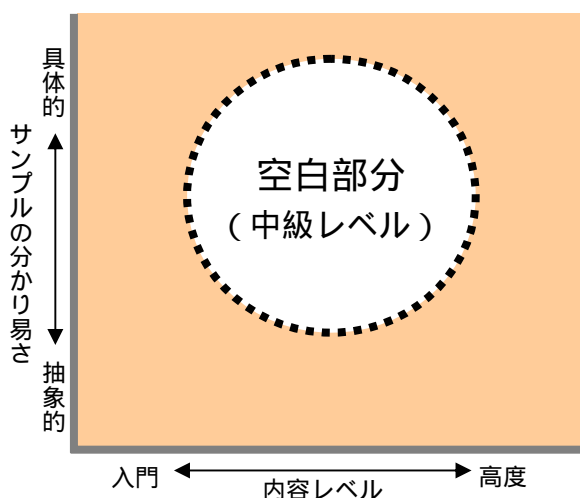 具体的
サンプルの分かり易さ
抽象的
空白部分
(中級レベル)
入門
内容レベル
高度